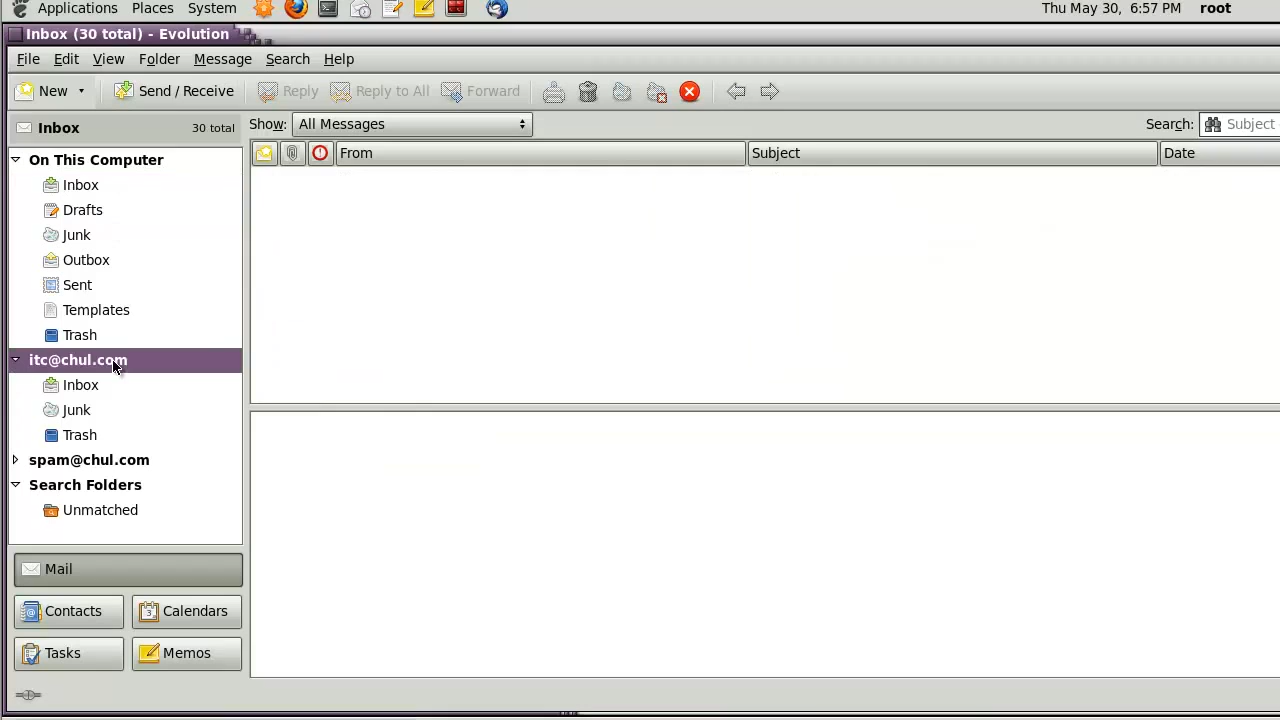 Applications Places System Thu May 30, 6:57 PM root
Inbox (30 total) - Evolution
File Edit View Folder Message Search Help
New Send / Receive Reply Reply to All Forward
Inbox 30 total Show: All Messages Search: Subject
From Subject Date
On This Computer
Inbox
Drafts
Junk
Outbox
Sent
Templates
Trash
itc@chul.com
Inbox
Junk
Trash
spam@chul.com
Search Folders
Unmatched
Mail
Contacts Calendars
Tasks Memos